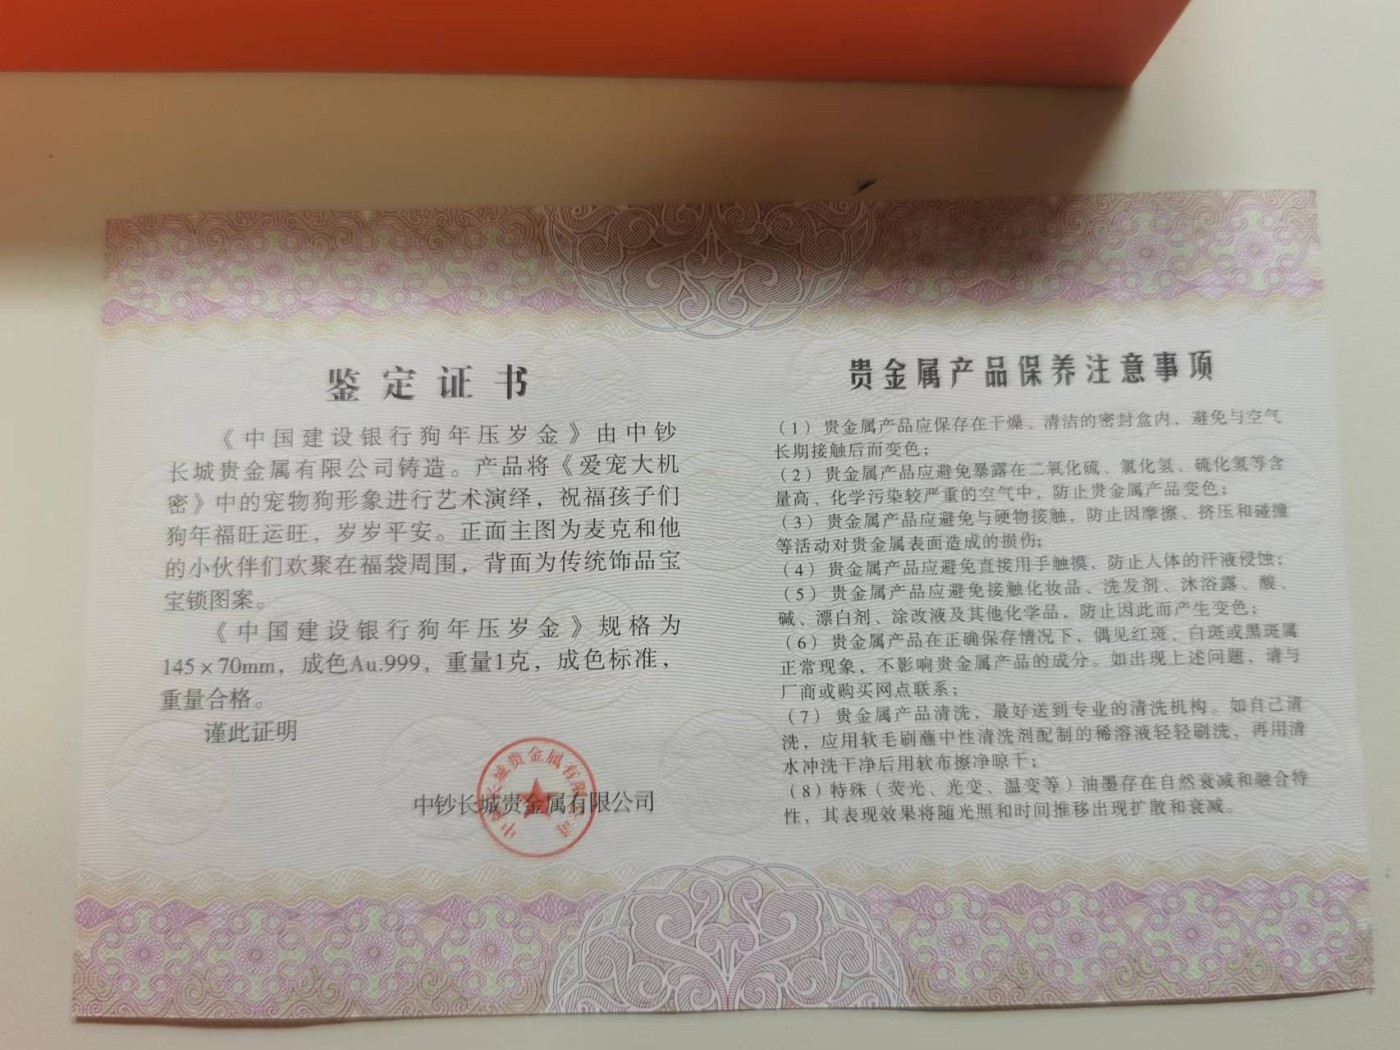 鉴定证书
《中国建设银行狗年压岁金》由中钞
长城贵金属有限公司铸造。产品将《爱宠大机
密》中的宠物狗形象进行艺术演绎，祝福孩子们
狗年福旺运旺，岁岁平安。正面主图为麦克和他
的小伙伴们欢聚在福袋周围，背面为传统饰品宝
宝锁图案。
《中国建设银行狗年压岁金》规格为
145×70mm，成色Au.999，重量1克，成色标准，
重量合格。
谨此证明
中钞长城贵金属有限公司
中钞长城贵金属有限公司
贵金属产品保养注意事项
（1）贵金属产品应保存在干燥、清洁的密封盒内，避免与空气
长期接触后而变色；
（2）贵金属产品应避免暴露在二氧化硫、氯化氢、硫化氢等含
量高、化学污染较严重的空气中，防止贵金属产品变色；
（3）贵金属产品应避免与硬物接触，防止因摩擦、挤压和碰撞
等活动对贵金属表面造成的损伤；
（4）贵金属产品应避免直接用手触摸，防止人体的汗液侵蚀；
（5）贵金属产品应避免接触化妆品、洗发剂、沐浴露、酸、
碱、漂白剂、涂改液及其他化学品，防止因此而产生变色；
（6）贵金属产品在正确保存情况下，偶见红斑、白斑或黑斑属
正常现象，不影响贵金属产品的成分。如出现上述问题，请与
厂商或购买网点联系；
（7）贵金属产品清洗，最好送到专业的清洗机构。如自己清
洗，应用软毛刷蘸中性清洗剂配制的稀溶液轻轻刷洗，再用清
水冲洗干净后用软布擦净晾干；
（8）特殊（荧光、光变、温变等）油墨存在自然衰减和融合特
性，其表现效果将随光照和时间推移出现扩散和衰减。